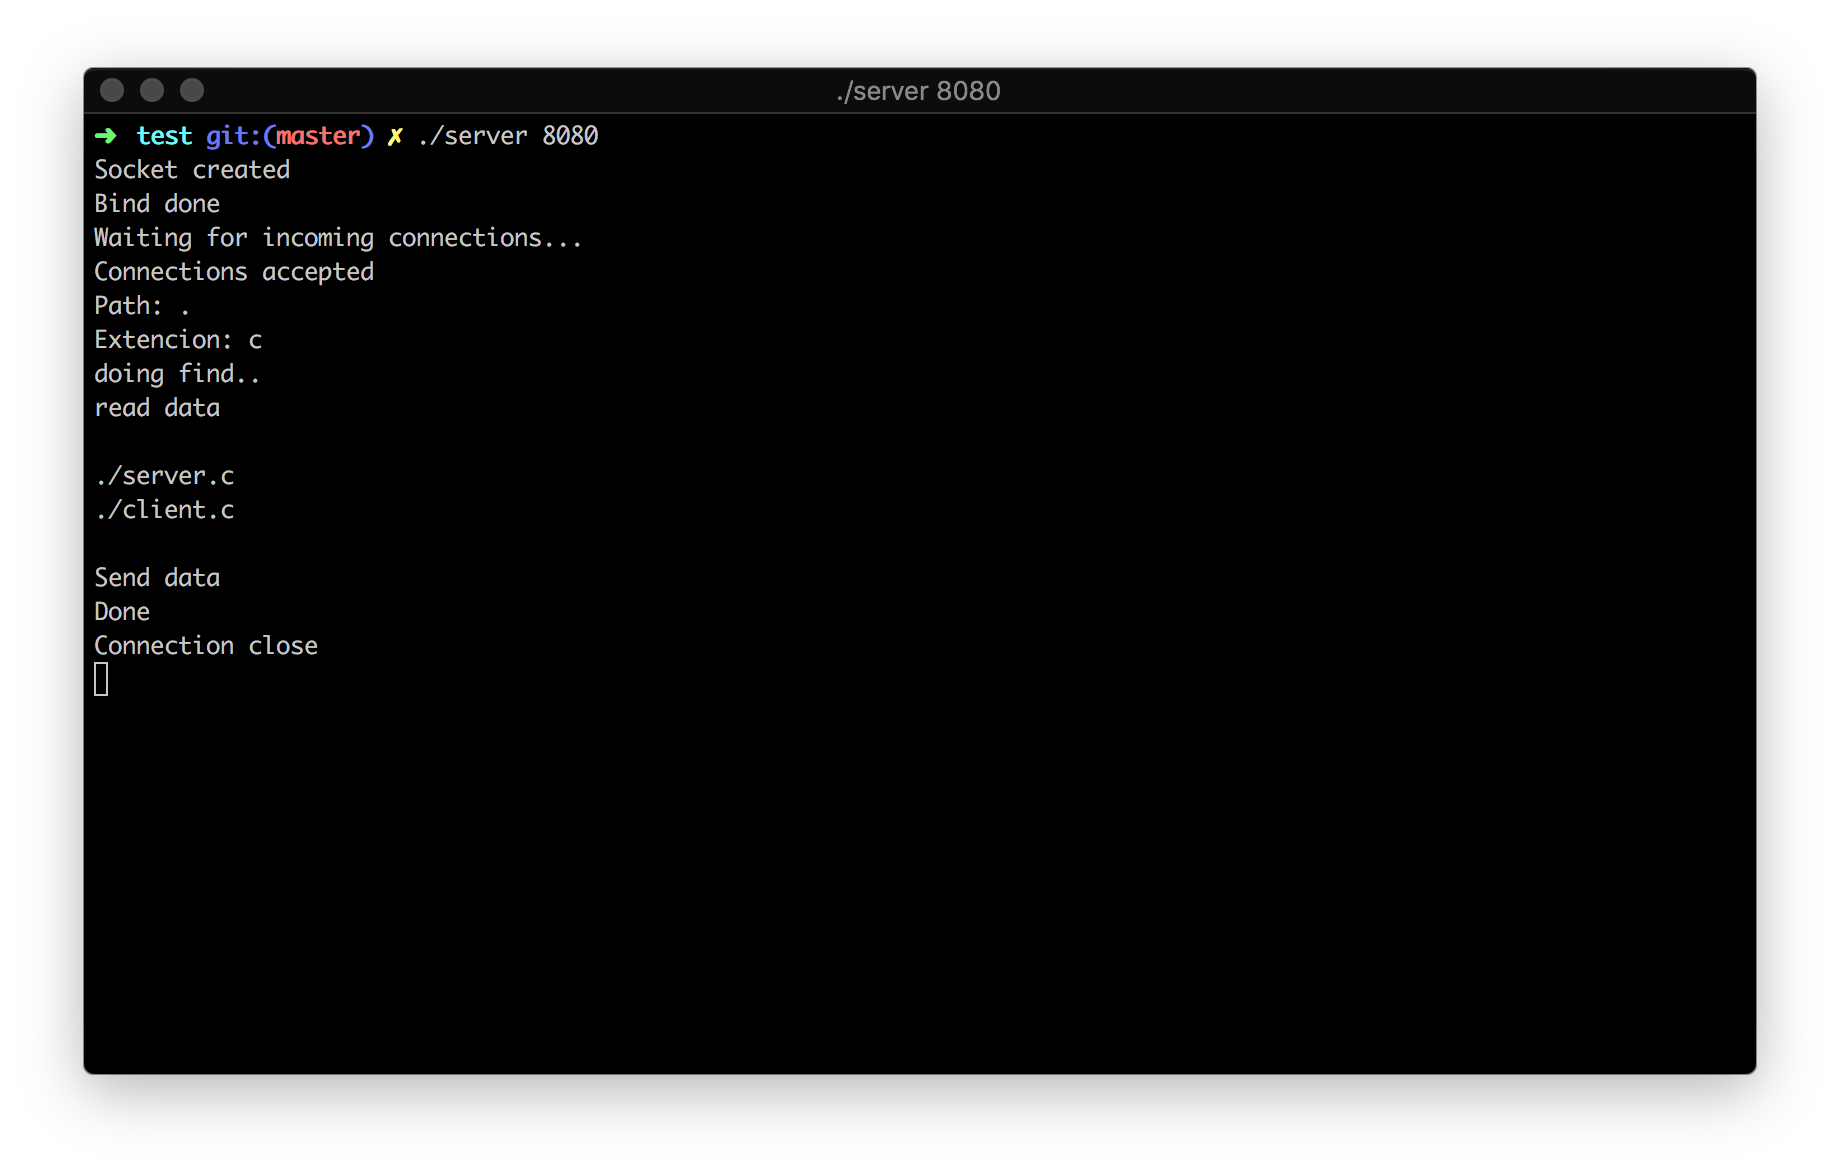 ./server 8080
➜ test git:(master) ✗ ./server 8080
Socket created
Bind done
Waiting for incoming connections...
Connections accepted
Path: .
Extencion: c
doing find..
read data
./server.c
./client.c
Send data
Done
Connection close